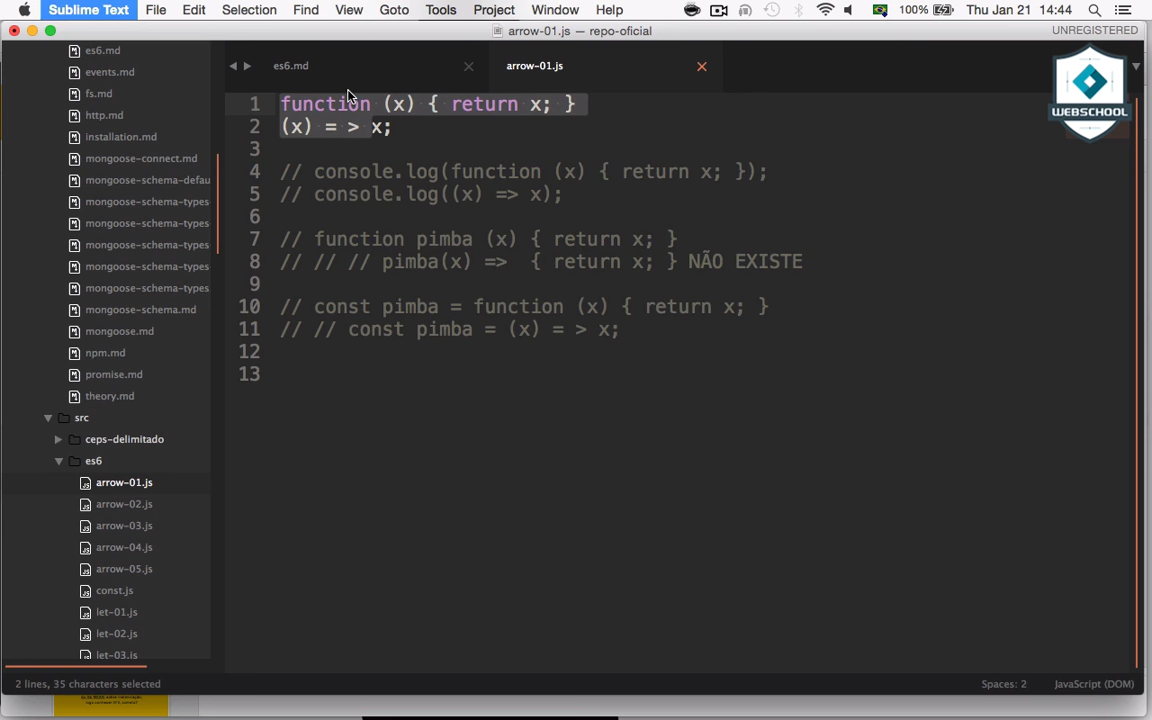 Sublime Text File Edit Selection Find View Goto Tools Project Window Help 100% Thu Jan 21 14:44
arrow-01.js — repo-oficial UNREGISTERED
es6.md
events.md
fs.md
http.md
installation.md
mongoose-connect.md
mongoose-schema-defau
mongoose-schema-types
mongoose-schema-types
mongoose-schema-types
mongoose-schema-types
mongoose-schema-types.
mongoose-schema.md
mongoose.md
npm.md
promise.md
theory.md
src
ceps-delimitado
es6
arrow-01.js
arrow-02.js
arrow-03.js
arrow-04.js
arrow-05.js
const.js
let-01.js
let-02.js
let-03.js
es6.md arrow-01.js
WEBSCHOOL
1 function (x) { return x; }
2 (x) = > x;
3
4 // console.log(function (x) { return x; });
5 // console.log((x) => x);
6
7 // function pimba (x) { return x; }
8 // // // pimba(x) =>  { return x; } NÃO EXISTE
9
10 // const pimba = function (x) { return x; }
11 // // const pimba = (x) = > x;
12
13
2 lines, 35 characters selected Spaces: 2 JavaScript (DOM)